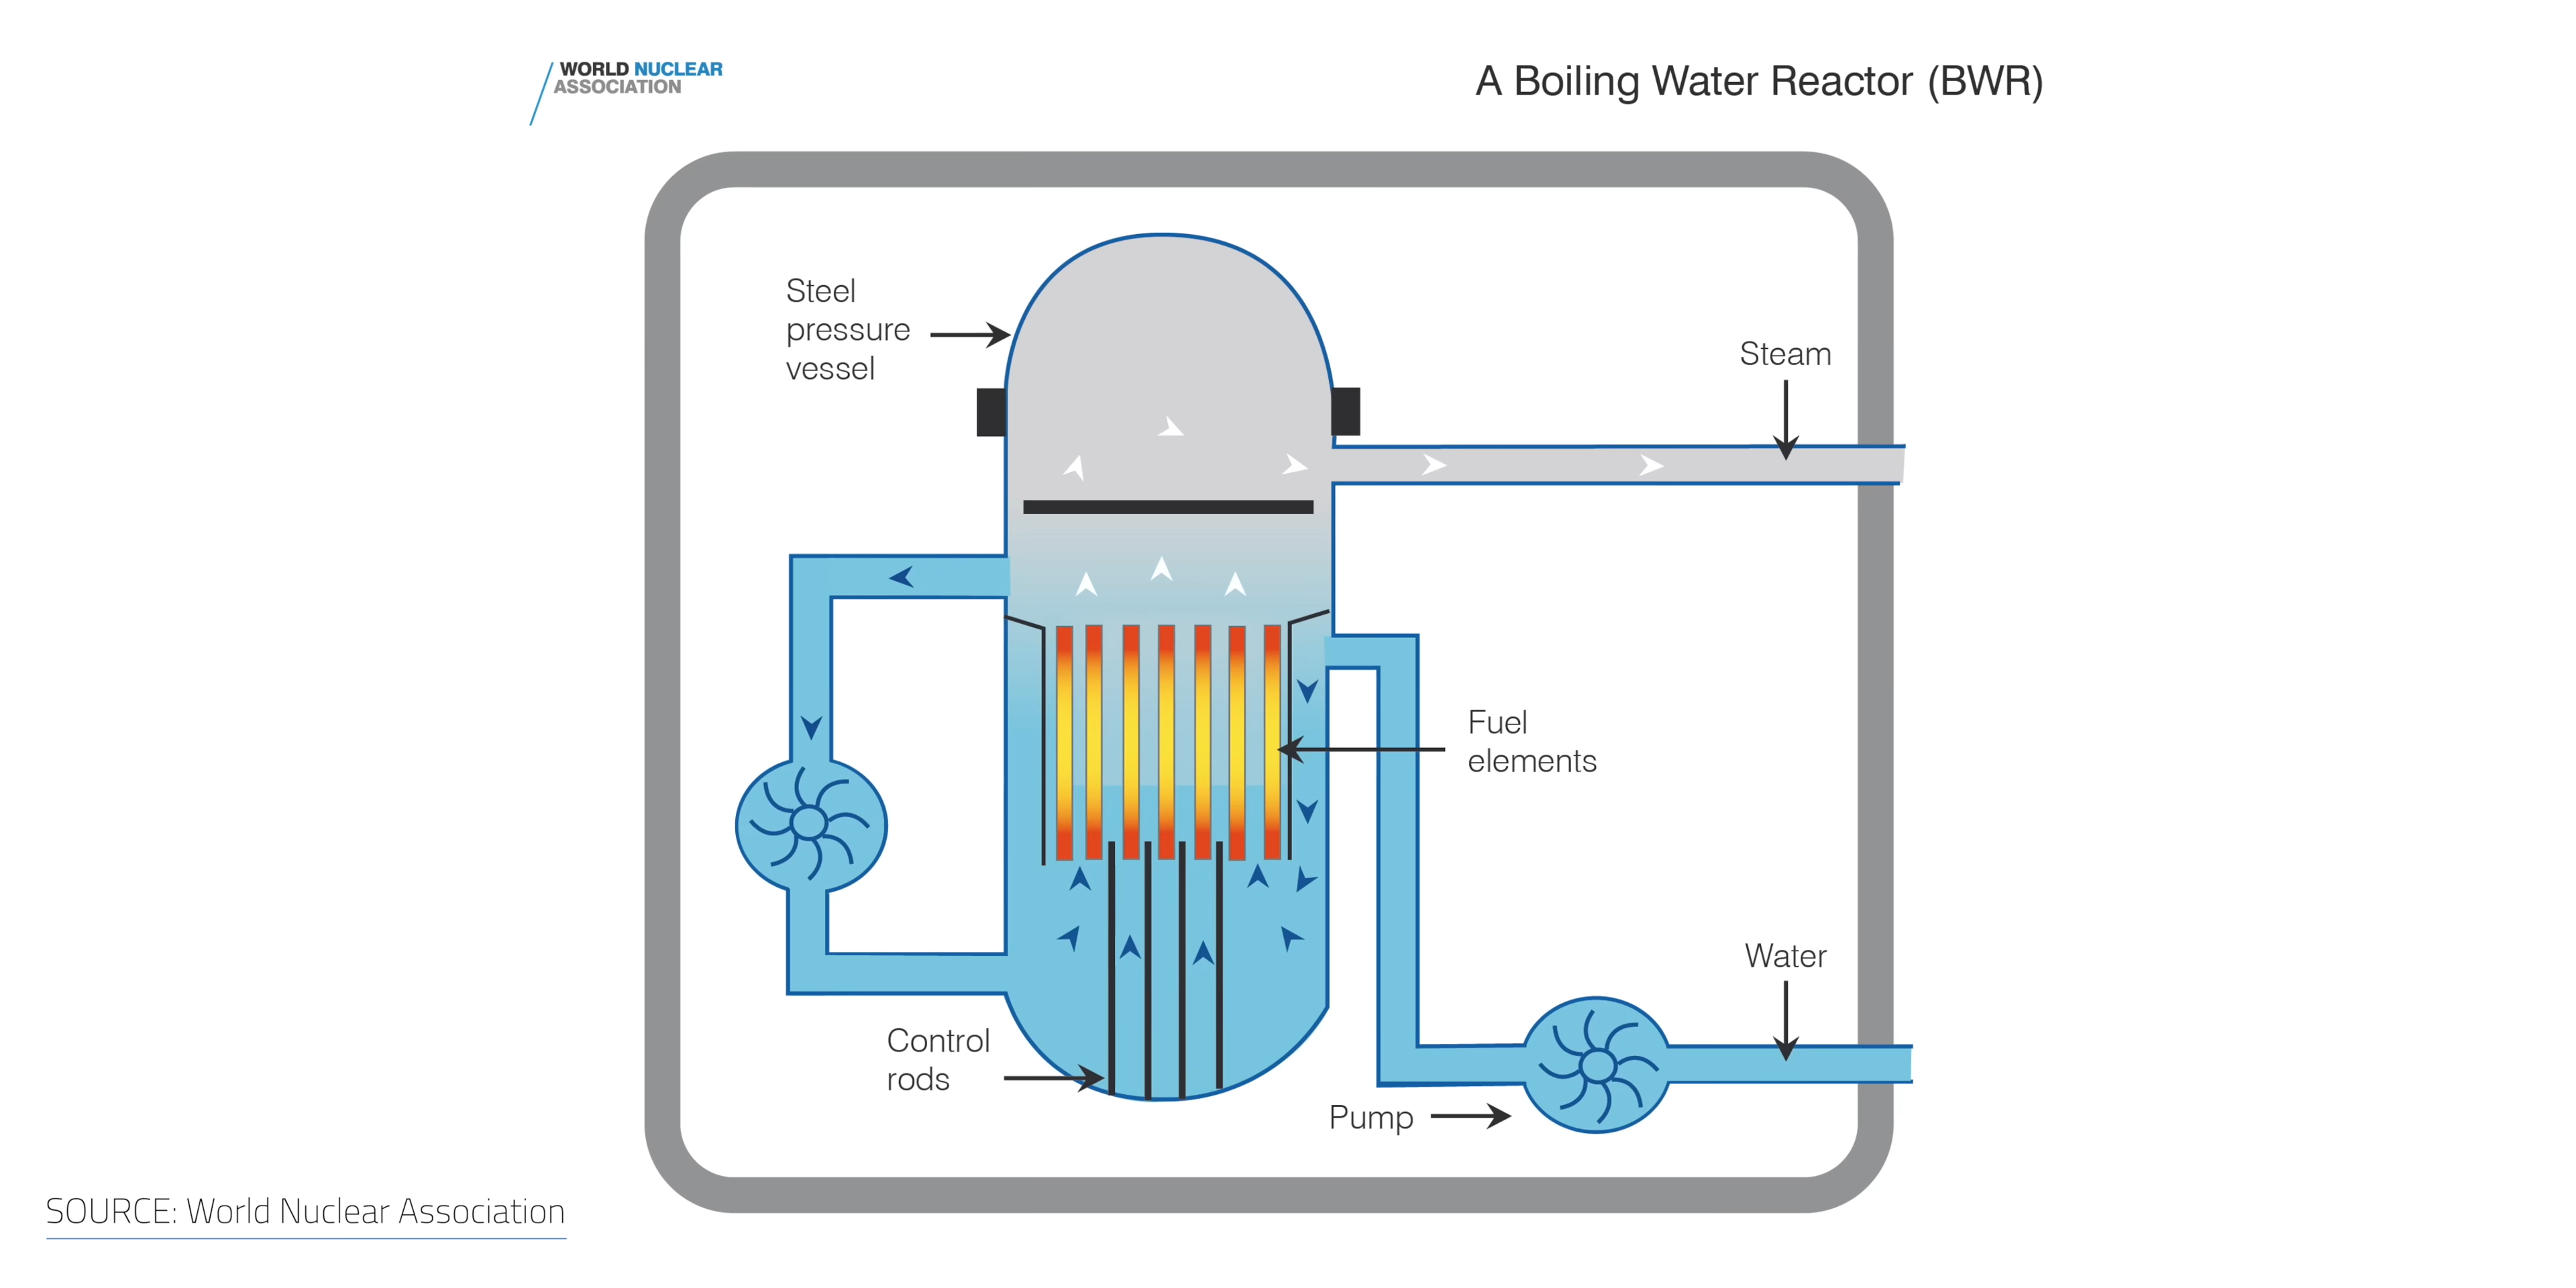 WORLD NUCLEAR
ASSOCIATION
A Boiling Water Reactor (BWR)
Steel
pressure
vessel
Steam
Fuel
elements
Water
Control
rods
Pump
SOURCE: World Nuclear Association